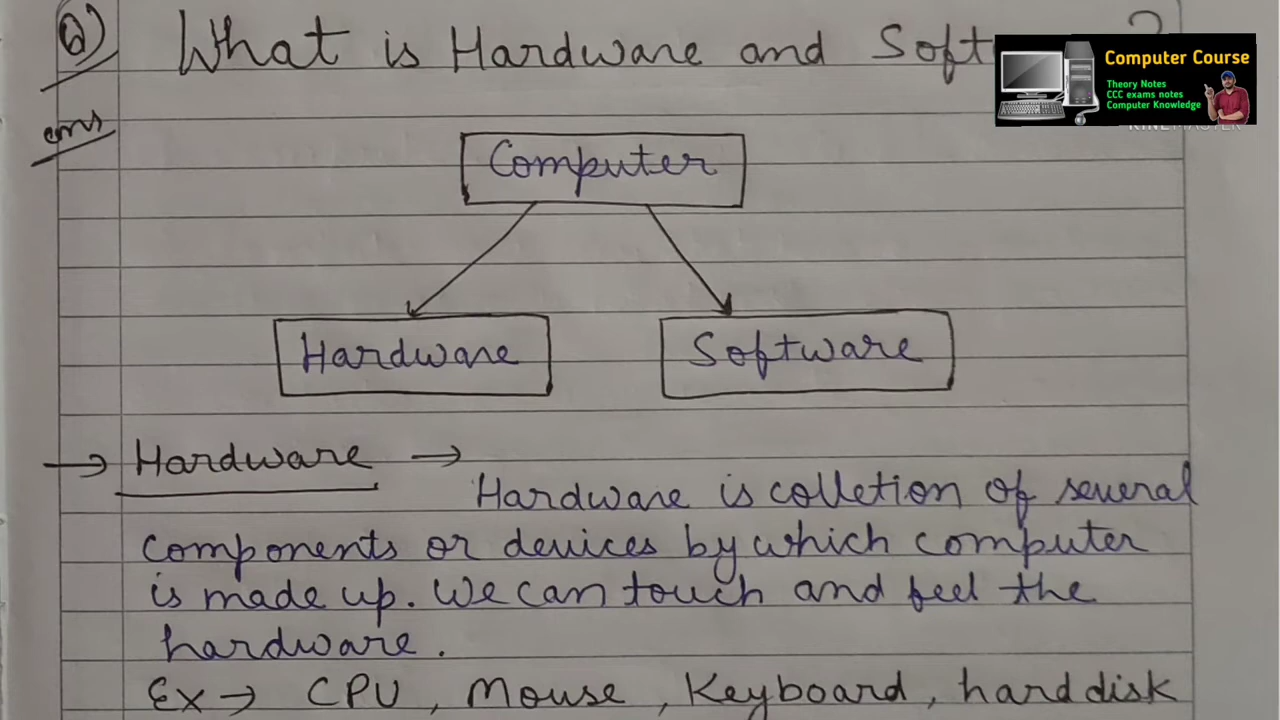 Q) What is Hardware and Soft ?
Computer Course
Theory Notes
CCC exams notes
Computer Knowledge
KINEMASTER
ans
Computer
Hardware Software
→ Hardware →
Hardware is colletion of several
components or devices by which computer
is made up. We can touch and feel the
hardware.
Ex → CPU, Mouse, Keyboard, harddisk